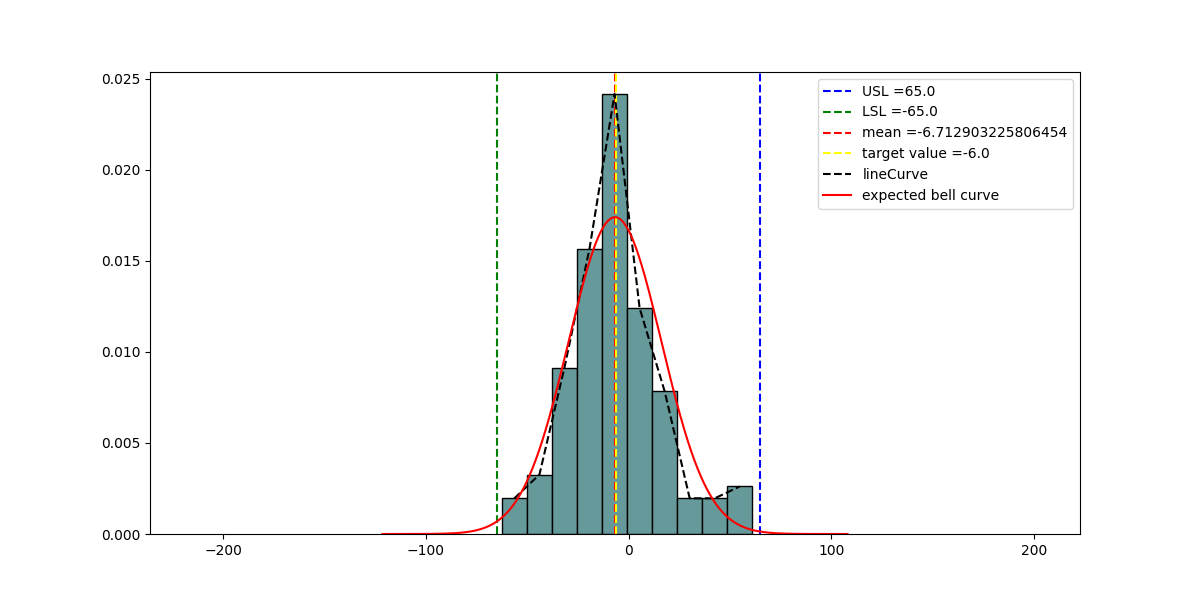 0.025
0.020
0.015
0.010
0.005
0.000
−200
−100
0
100
200
USL =65.0
LSL =-65.0
mean =-6.712903225806454
target value =-6.0
lineCurve
expected bell curve